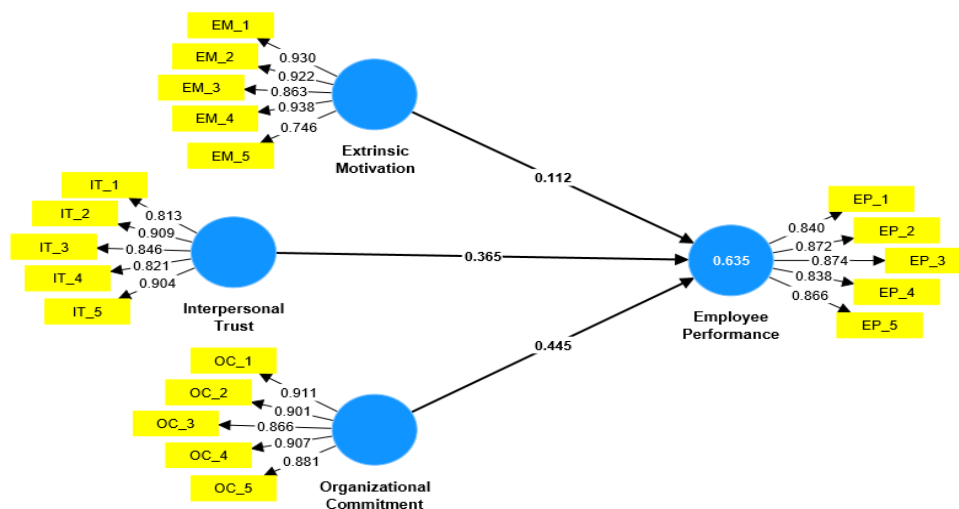 EM_1
EM_2
EM_3
EM_4
EM_5
0.930
0.922
0.863
0.938
0.746
Extrinsic
Motivation
0.112
IT_1
IT_2
IT_3
IT_4
IT_5
0.813
0.909
0.846
0.821
0.904
Interpersonal
Trust
0.365
OC_1
OC_2
OC_3
OC_4
OC_5
0.911
0.901
0.866
0.907
0.881
Organizational
Commitment
0.445
0.635
Employee
Performance
0.840
0.872
0.874
0.838
0.866
EP_1
EP_2
EP_3
EP_4
EP_5